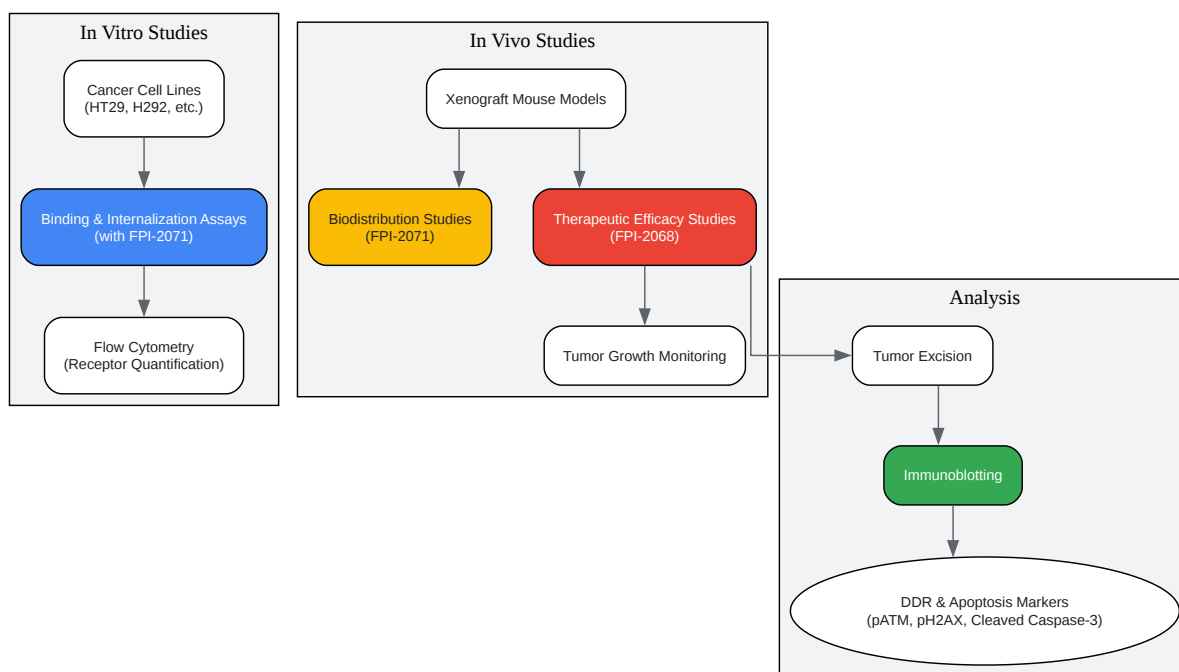 In Vitro Studies
Cancer Cell Lines
(HT29, H292, etc.)
Binding & Internalization Assays
(with FPI-2071)
Flow Cytometry
(Receptor Quantification)
In Vivo Studies
Xenograft Mouse Models
Biodistribution Studies
(FPI-2071)
Therapeutic Efficacy Studies
(FPI-2068)
Tumor Growth Monitoring
Analysis
Tumor Excision
Immunoblotting
DDR & Apoptosis Markers
(pATM, pH2AX, Cleaved Caspase-3)